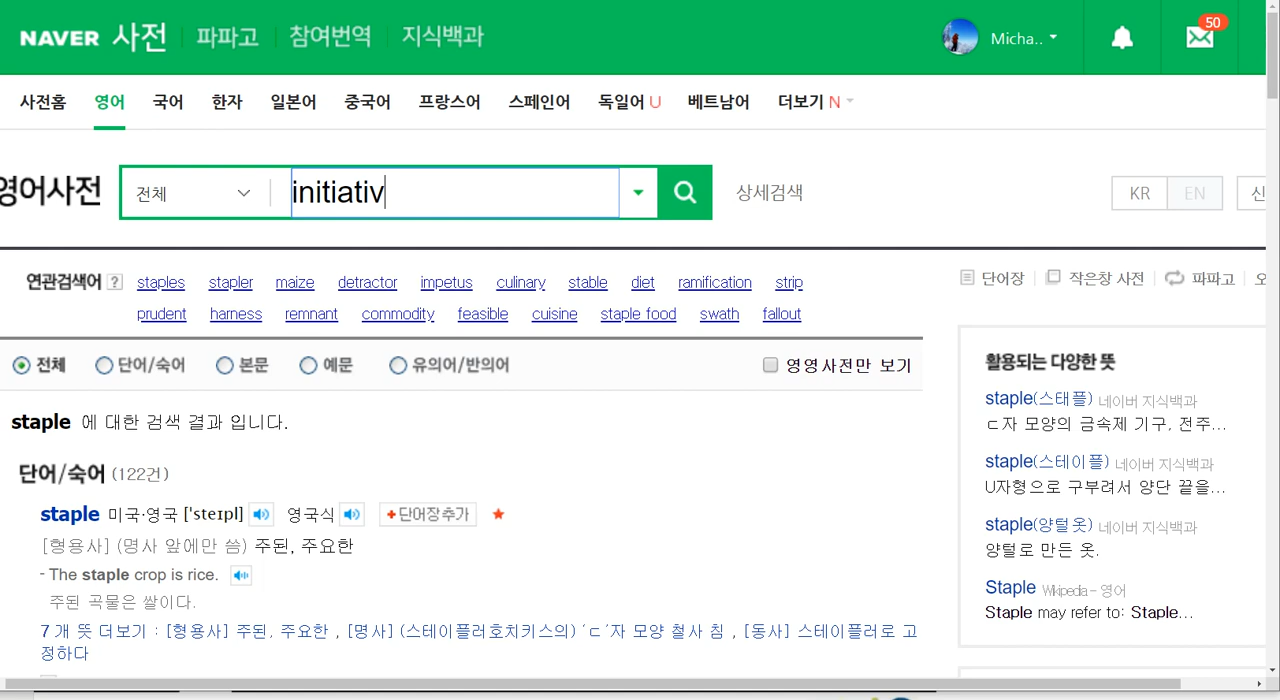 NAVER 사전 파파고 참여번역 지식백과 Micha.. 50
사전홈 영어 국어 한자 일본어 중국어 프랑스어 스페인어 독일어 U 베트남어 더보기 N
영어사전 전체 initiativ 상세검색 KR EN 신
연관검색어 ? staples stapler maize detractor impetus culinary stable diet ramification strip
prudent harness remnant commodity feasible cuisine staple food swath fallout
단어장 작은창 사전 파파고 오
전체 단어/숙어 본문 예문 유의어/반의어 영영사전만 보기
staple 에 대한 검색 결과 입니다.
단어/숙어 (122건)
staple 미국·영국 ['steɪpl] 영국식 +단어장추가
[형용사] (명사 앞에만 씀) 주된, 주요한
- The staple crop is rice.
주된 곡물은 쌀이다.
7 개 뜻 더보기 : [형용사] 주된, 주요한 , [명사] (스테이플러호치키스의) ‘ㄷ’자 모양 철사 침 , [동사] 스테이플러로 고
정하다
활용되는 다양한 뜻
staple(스태플) 네이버 지식백과
ㄷ자 모양의 금속제 기구, 전주...
staple(스테이플) 네이버 지식백과
U자형으로 구부려서 양단 끝을...
staple(양털 옷) 네이버 지식백과
양털로 만든 옷.
Staple Wikipedia - 영어
Staple may refer to: Staple...